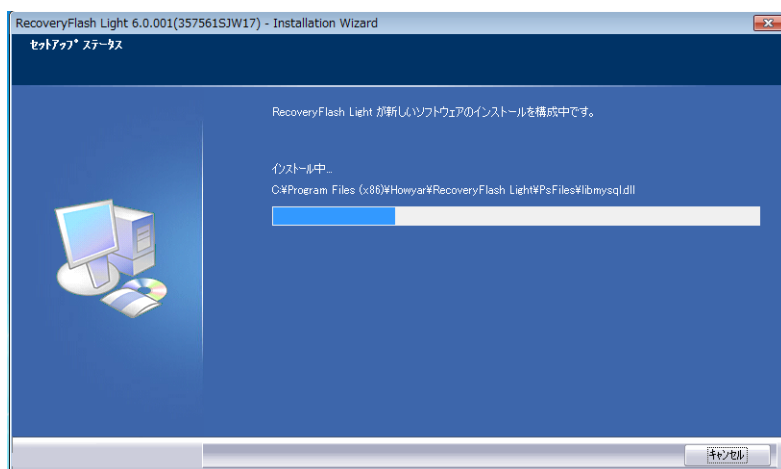 RecoveryFlash Light 6.0.001(357561SJW17) - Installation Wizard
ｾｯﾄｱｯﾌﾟ ｽﾃｰﾀｽ
RecoveryFlash Light が新しいソフトウェアのインストールを構成中です。
インストール中...
C:¥Program Files (x86)¥Howyar¥RecoveryFlash Light¥PsFiles¥libmysql.dll
キャンセル